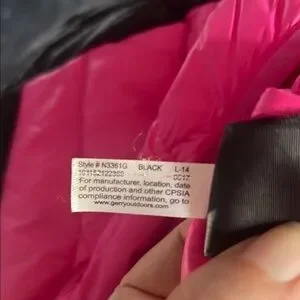 Style # N3361G BLACK L-14
For manufacturer, location, date
of production and other CPSIA
compliance information, go to
www.gerryoutdoors.com